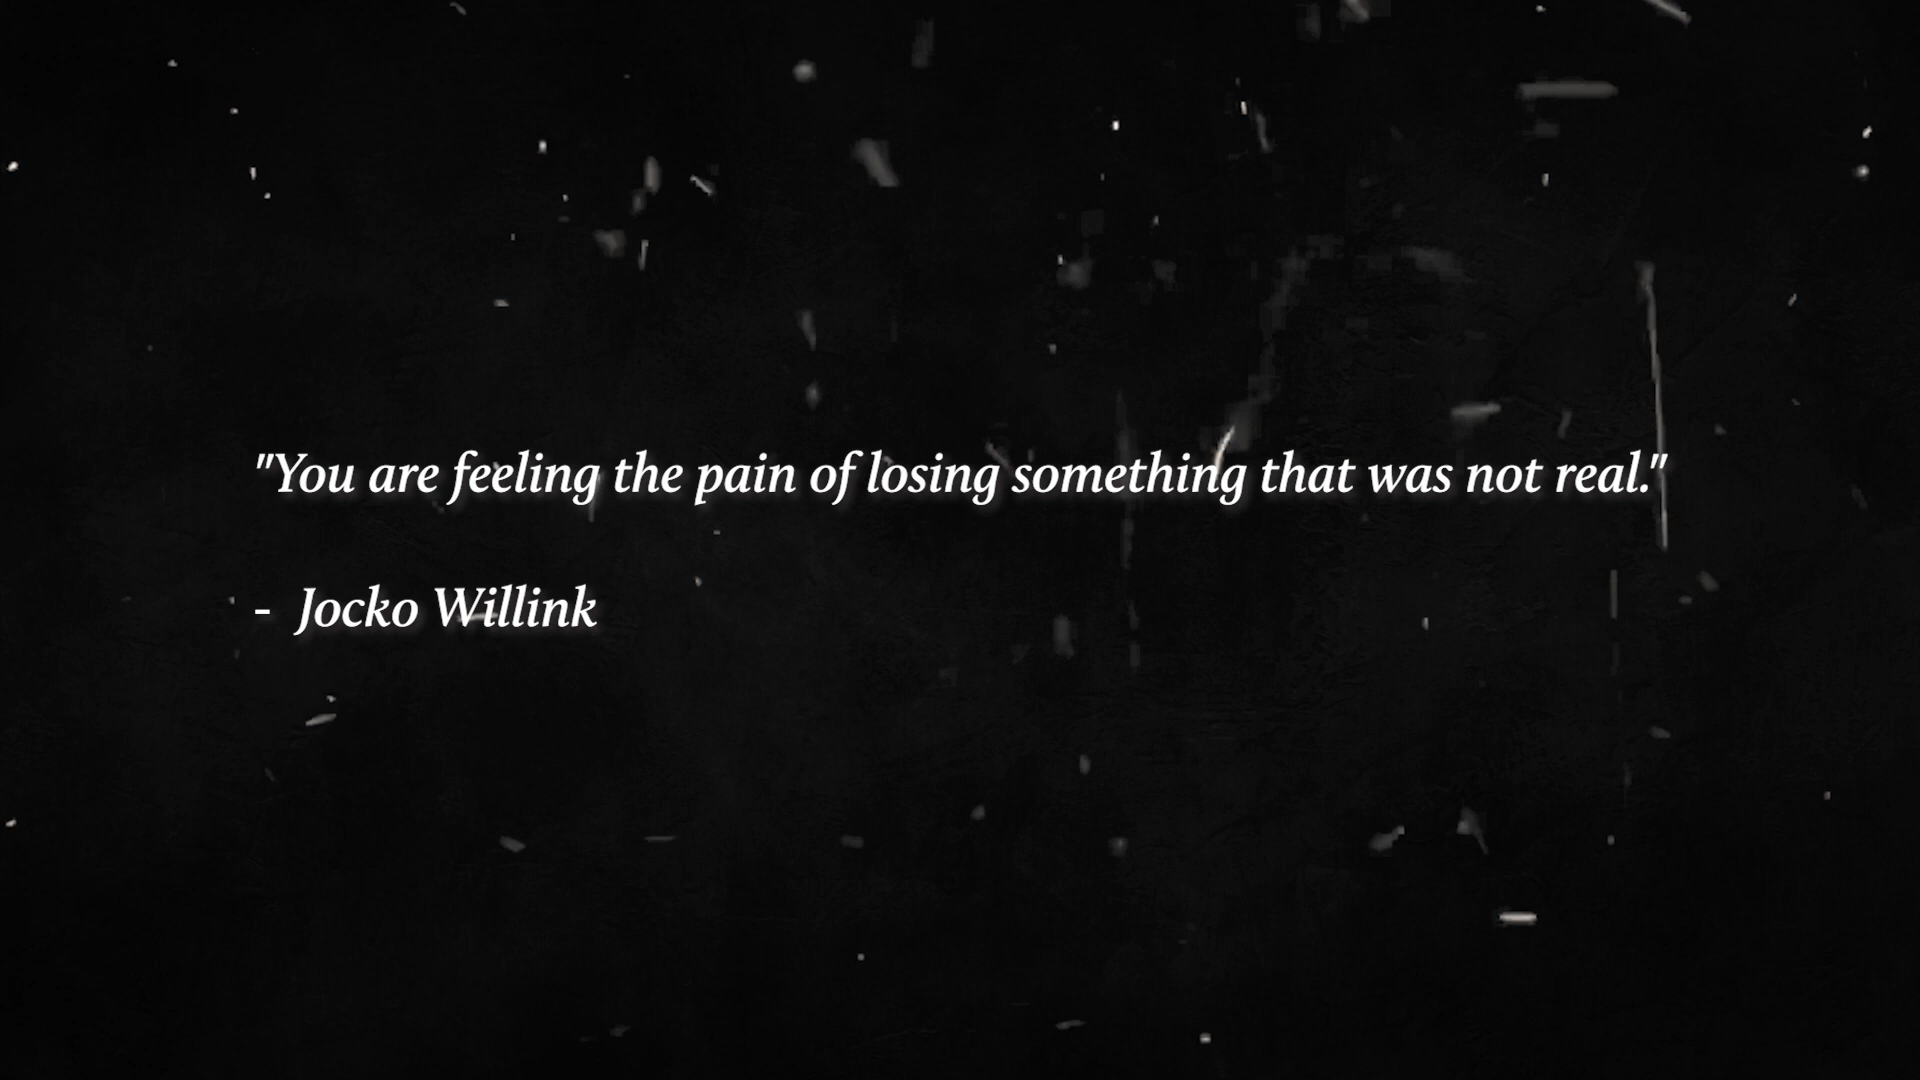 "You are feeling the pain of losing something that was not real."
- Jocko Willink